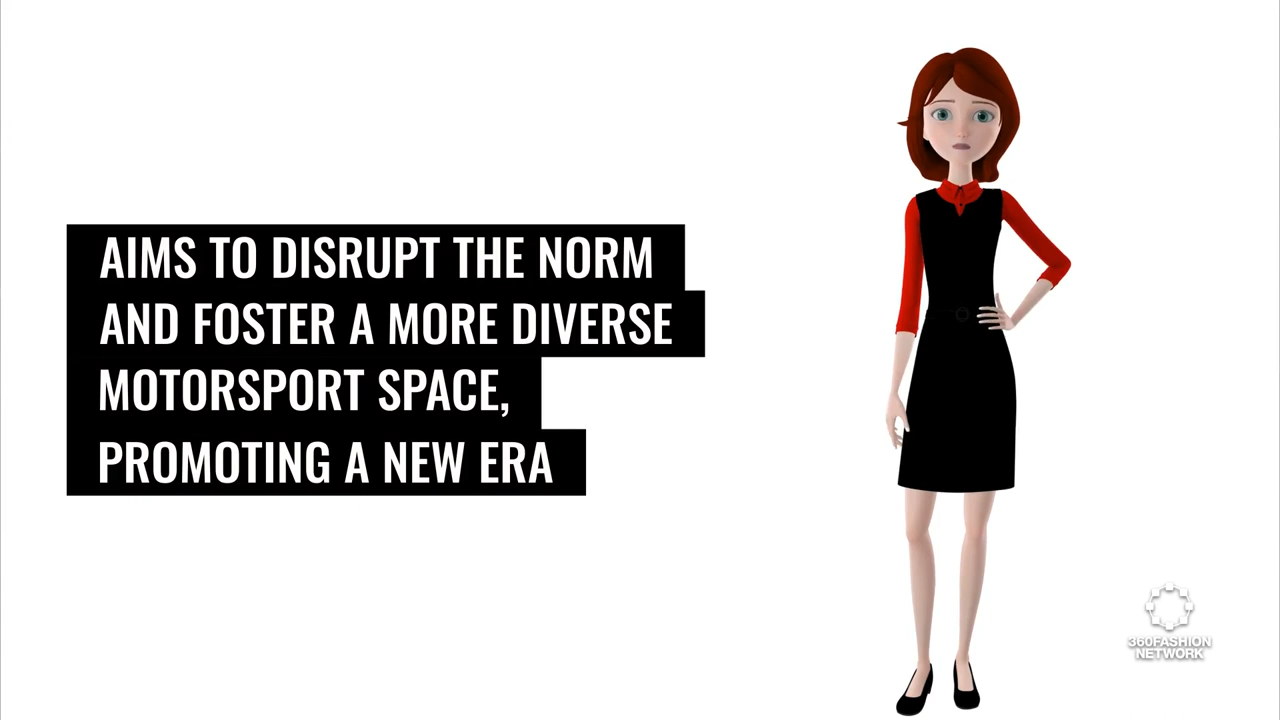 AIMS TO DISRUPT THE NORM
AND FOSTER A MORE DIVERSE
MOTORSPORT SPACE,
PROMOTING A NEW ERA
360FASHION
NETWORK